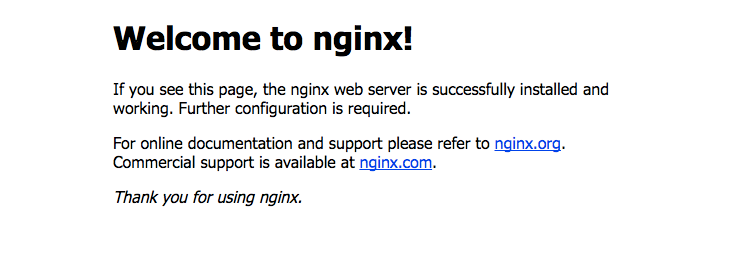 Welcome to nginx!
If you see this page, the nginx web server is successfully installed and
working. Further configuration is required.
For online documentation and support please refer to nginx.org.
Commercial support is available at nginx.com.
Thank you for using nginx.